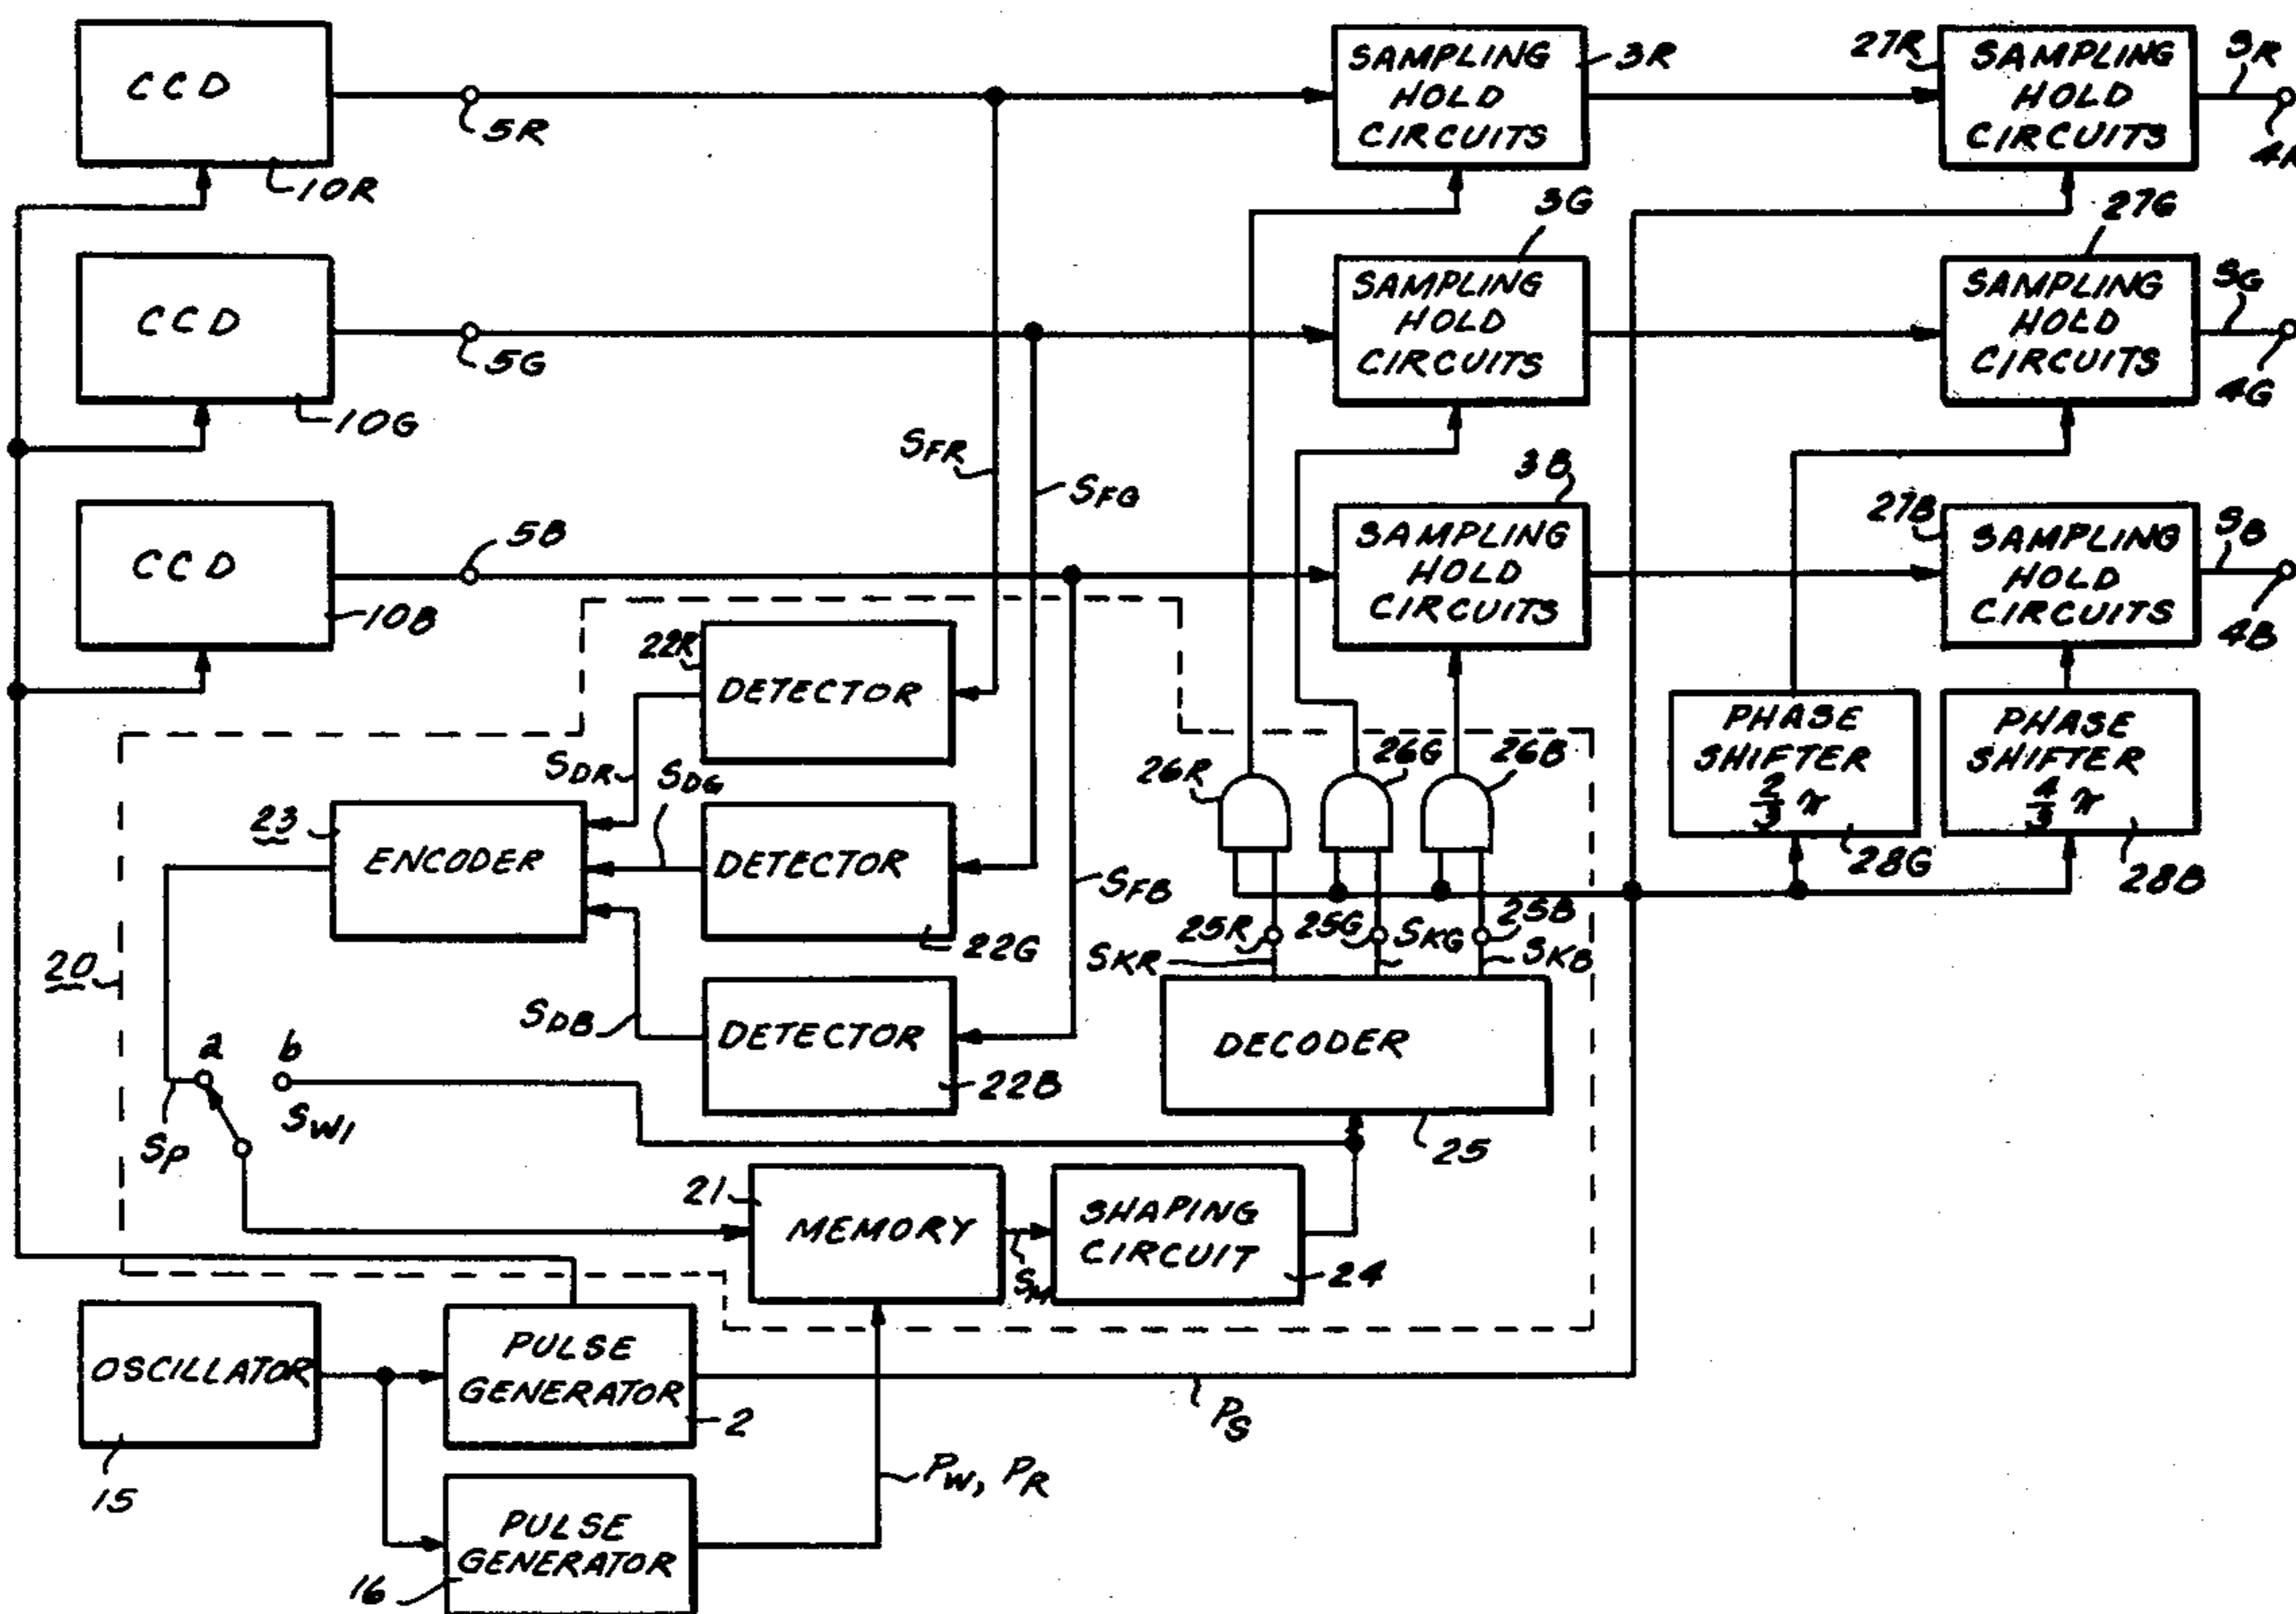 CCD
5R
10R
SAMPLING
HOLD
CIRCUITS
3R
27R
SAMPLING
HOLD
CIRCUITS
SR
4R
CCD
5G
10G
3G
SAMPLING
HOLD
CIRCUITS
27G
SAMPLING
HOLD
CIRCUITS
SG
4G
SFR
SFG
CCD
5B
10B
3B
SAMPLING
HOLD
CIRCUITS
27B
SAMPLING
HOLD
CIRCUITS
SB
4B
22R
DETECTOR
SDR
SDG
26R
26G
26B
PHASE
SHIFTER
2/3 π
28G
PHASE
SHIFTER
4/3 π
28B
23
ENCODER
DETECTOR
22G
SFB
25R
25G
25B
SKR
SKG
SKB
20
SDB
DETECTOR
22B
DECODER
25
a
b
SP
SW1
21
MEMORY
SM
SHAPING
CIRCUIT
24
OSCILLATOR
15
PULSE
GENERATOR
2
PS
PW, PR
PULSE
GENERATOR
16